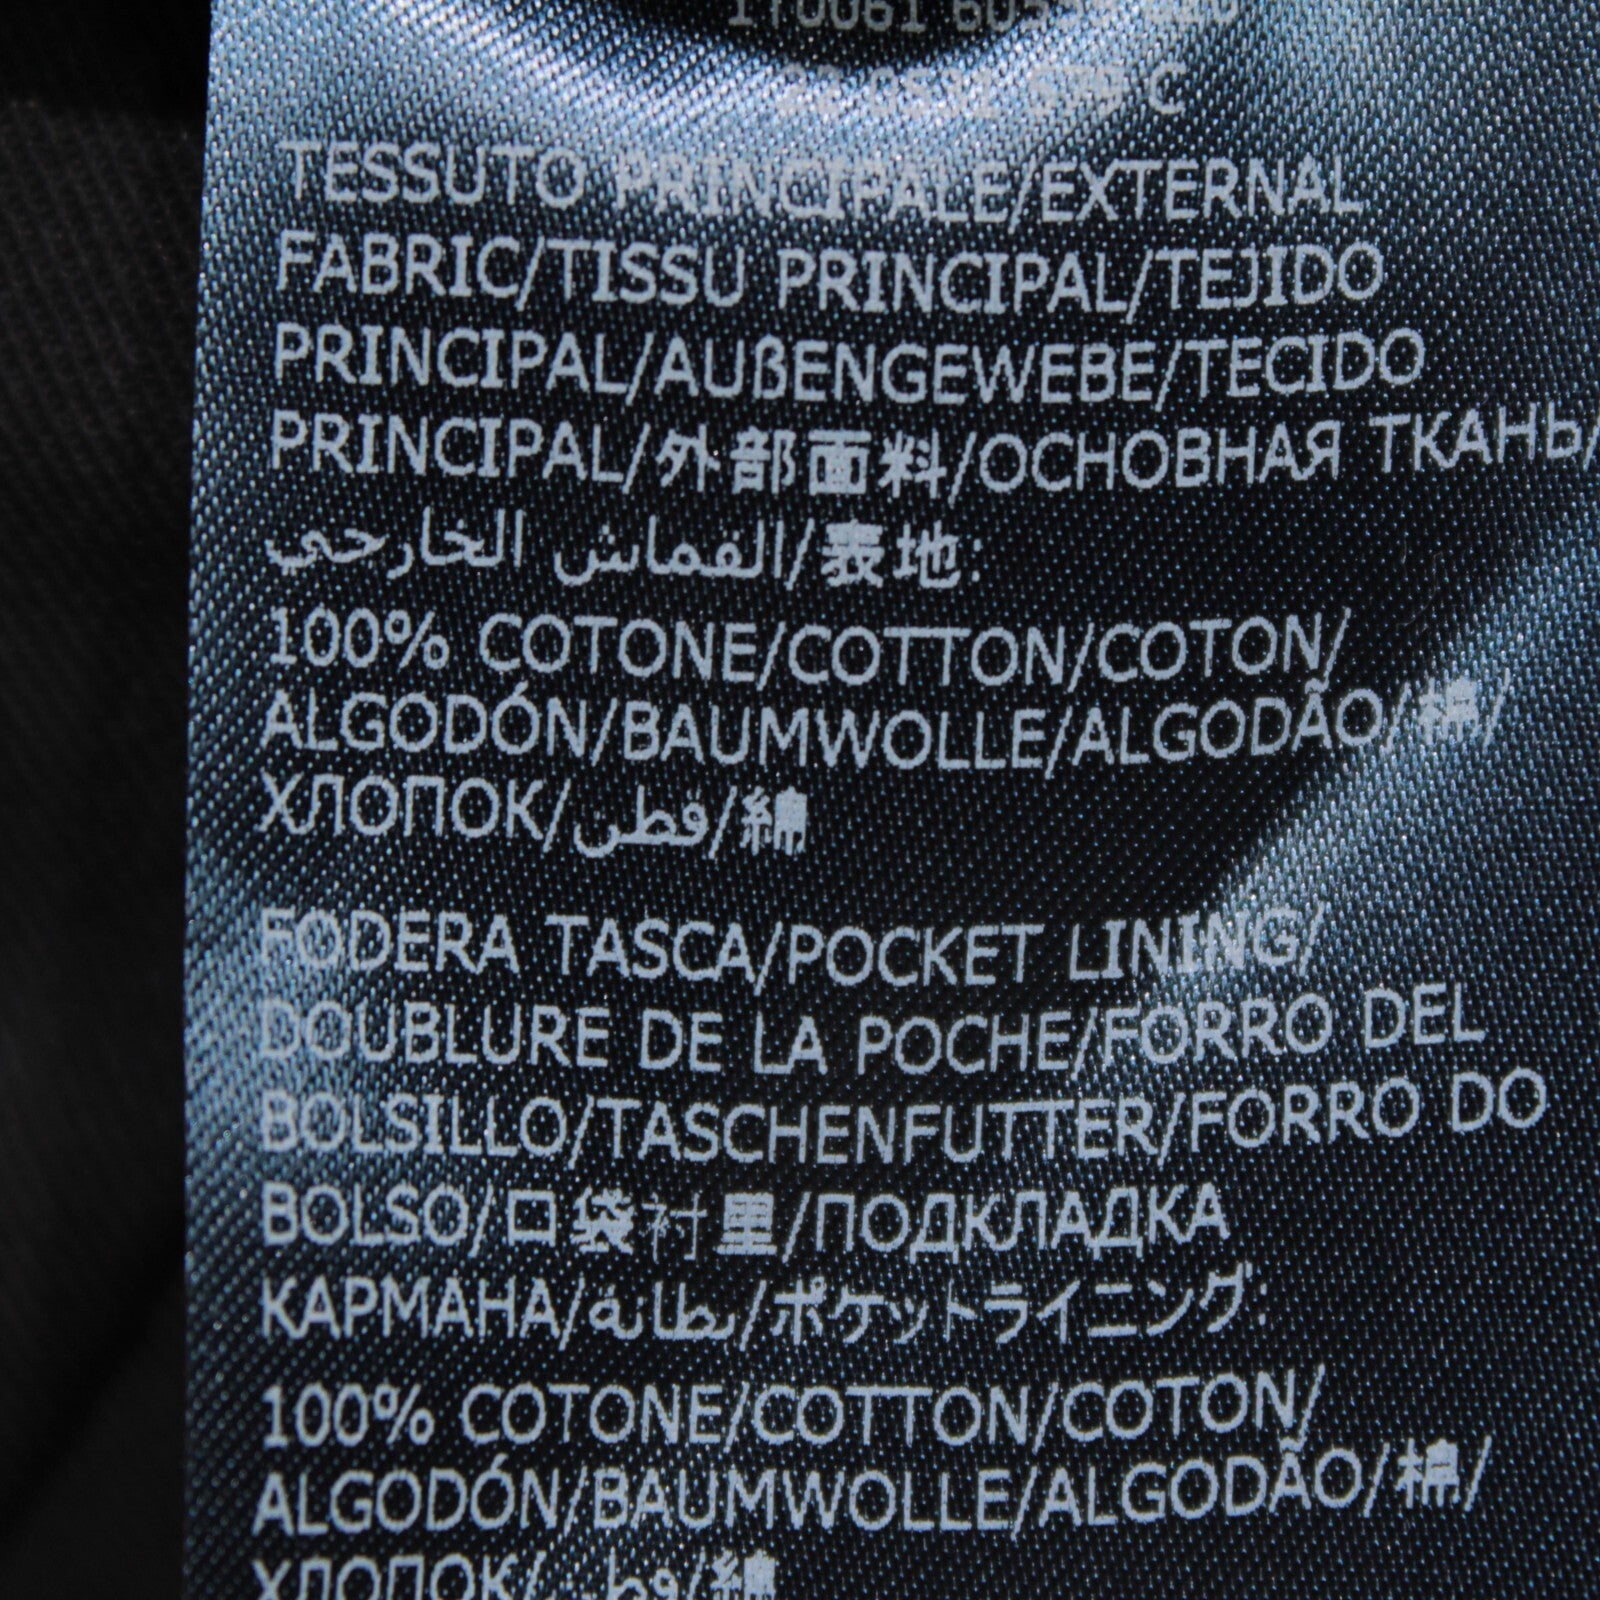 TESSUTO PRINCIPALE/EXTERNAL
FABRIC/TISSU PRINCIPAL/TEJIDO
PRINCIPAL/AUßENGEWEBE/TECIDO
PRINCIPAL/外部面料/ОСНОВНАЯ ТКАНЬ/
القماش الخارجي/表地:
100% COTONE/COTTON/COTON/
ALGODÓN/BAUMWOLLE/ALGODÃO/棉/
ХЛОПОК/قطن/綿
FODERA TASCA/POCKET LINING/
DOUBLURE DE LA POCHE/FORRO DEL
BOLSILLO/TASCHENFUTTER/FORRO DO
BOLSO/口袋衬里/ПОДКЛАДКА
КАРМАНА/بطانة/ポケットライニング:
100% COTONE/COTTON/COTON/
ALGODÓN/BAUMWOLLE/ALGODÃO/棉/
ХЛОПОК/قطن/綿